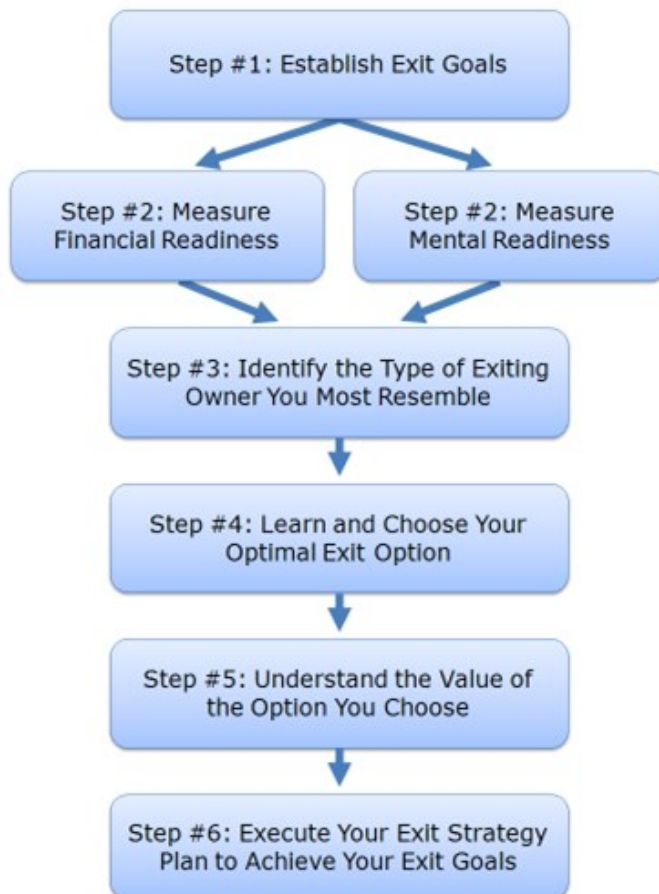 Step #1: Establish Exit Goals
Step #2: Measure
Financial Readiness
Step #2: Measure
Mental Readiness
Step #3: Identify the Type of Exiting
Owner You Most Resemble
Step #4: Learn and Choose Your
Optimal Exit Option
Step #5: Understand the Value of
the Option You Choose
Step #6: Execute Your Exit Strategy
Plan to Achieve Your Exit Goals